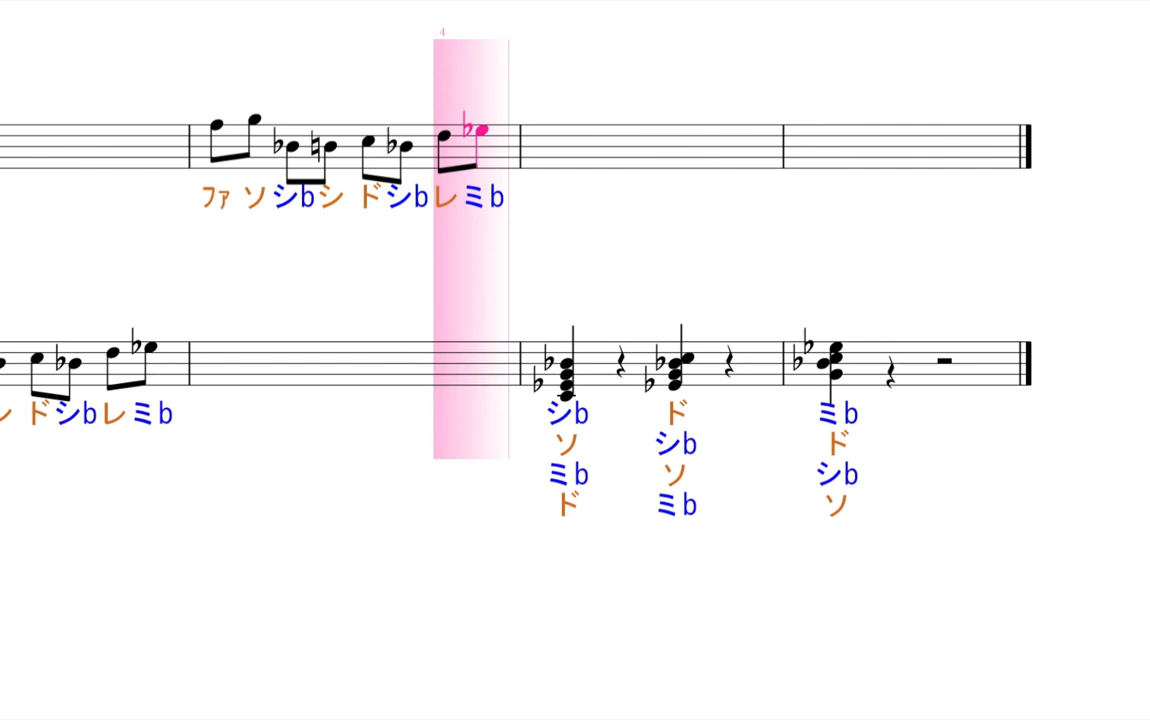 4
ファ ソ シb シ ド シb レ ミb
ド シb レ ミb
シb ド ミb
ソ シb ド
ミb ソ シb
ド ミb ソ